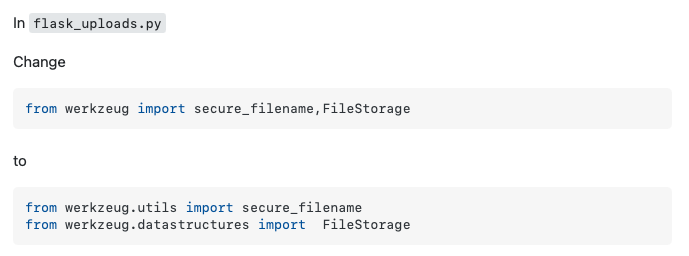 In flask_uploads.py
Change
from werkzeug import secure_filename,FileStorage
to
from werkzeug.utils import secure_filename
from werkzeug.datastructures import  FileStorage